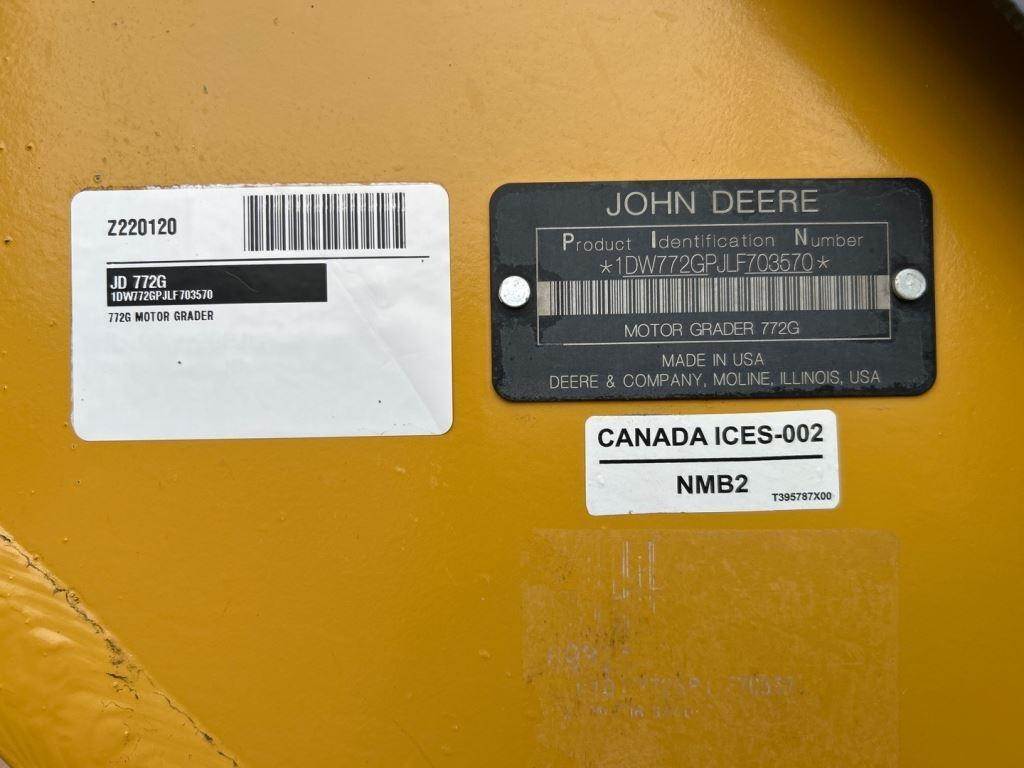 Z220120
JD 772G
1DW772GPJLF703570
772G MOTOR GRADER
JOHN DEERE
Product Identification Number
*1DW772GPJLF703570*
MOTOR GRADER 772G
MADE IN USA
DEERE & COMPANY, MOLINE, ILLINOIS, USA
CANADA ICES-002
NMB2
T395787X00